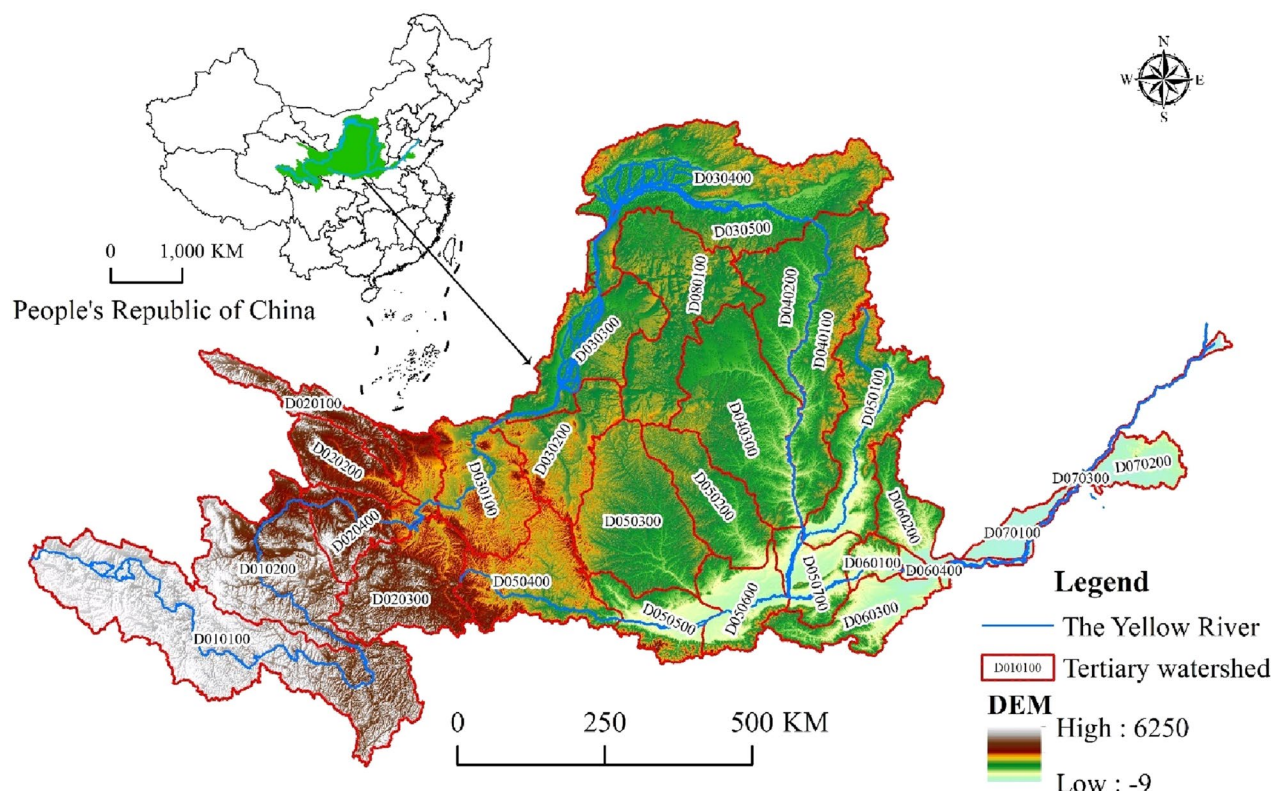 N
W
E
S
0
1,000 KM
People's Republic of China
D030400
D030500
D080100
D040200
D030300
D040100
D050100
D020100
D040300
D030200
D020200
D030100
D050200
D070200
D070300
D050300
D060200
D020400
D070100
D010200
D050400
D060100
D060400
D050700
D020300
D050600
D060300
D050500
D010100
Legend
The Yellow River
D010100
Tertiary watershed
DEM
High : 6250
Low : -9
0
250
500 KM